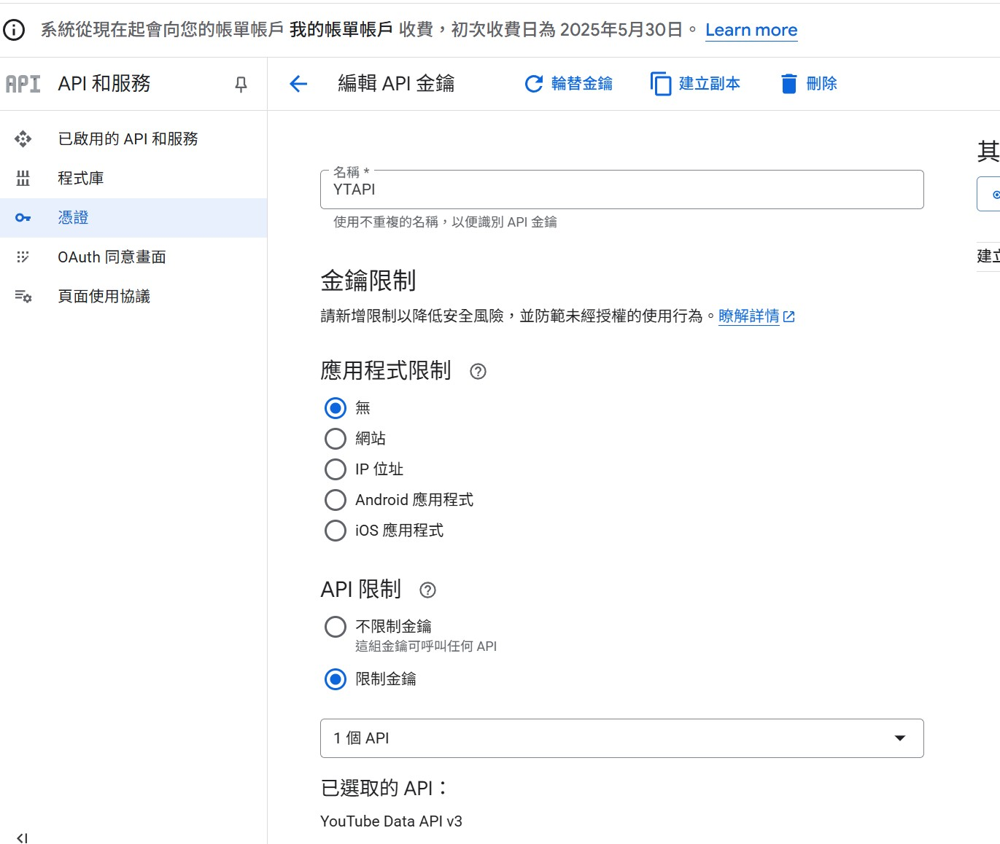 系統從現在起會向您的帳單帳戶 我的帳單帳戶 收費，初次收費日為 2025年5月30日。 Learn more
API API 和服務
編輯 API 金鑰
輪替金鑰
建立副本
刪除
已啟用的 API 和服務
程式庫
憑證
OAuth 同意畫面
頁面使用協議
名稱 *
YTAPI
使用不重複的名稱，以便識別 API 金鑰
金鑰限制
請新增限制以降低安全風險，並防範未經授權的使用行為。瞭解詳情
應用程式限制
無
網站
IP 位址
Android 應用程式
iOS 應用程式
API 限制
不限制金鑰
這組金鑰可呼叫任何 API
限制金鑰
1 個 API
已選取的 API：
YouTube Data API v3
其
建立